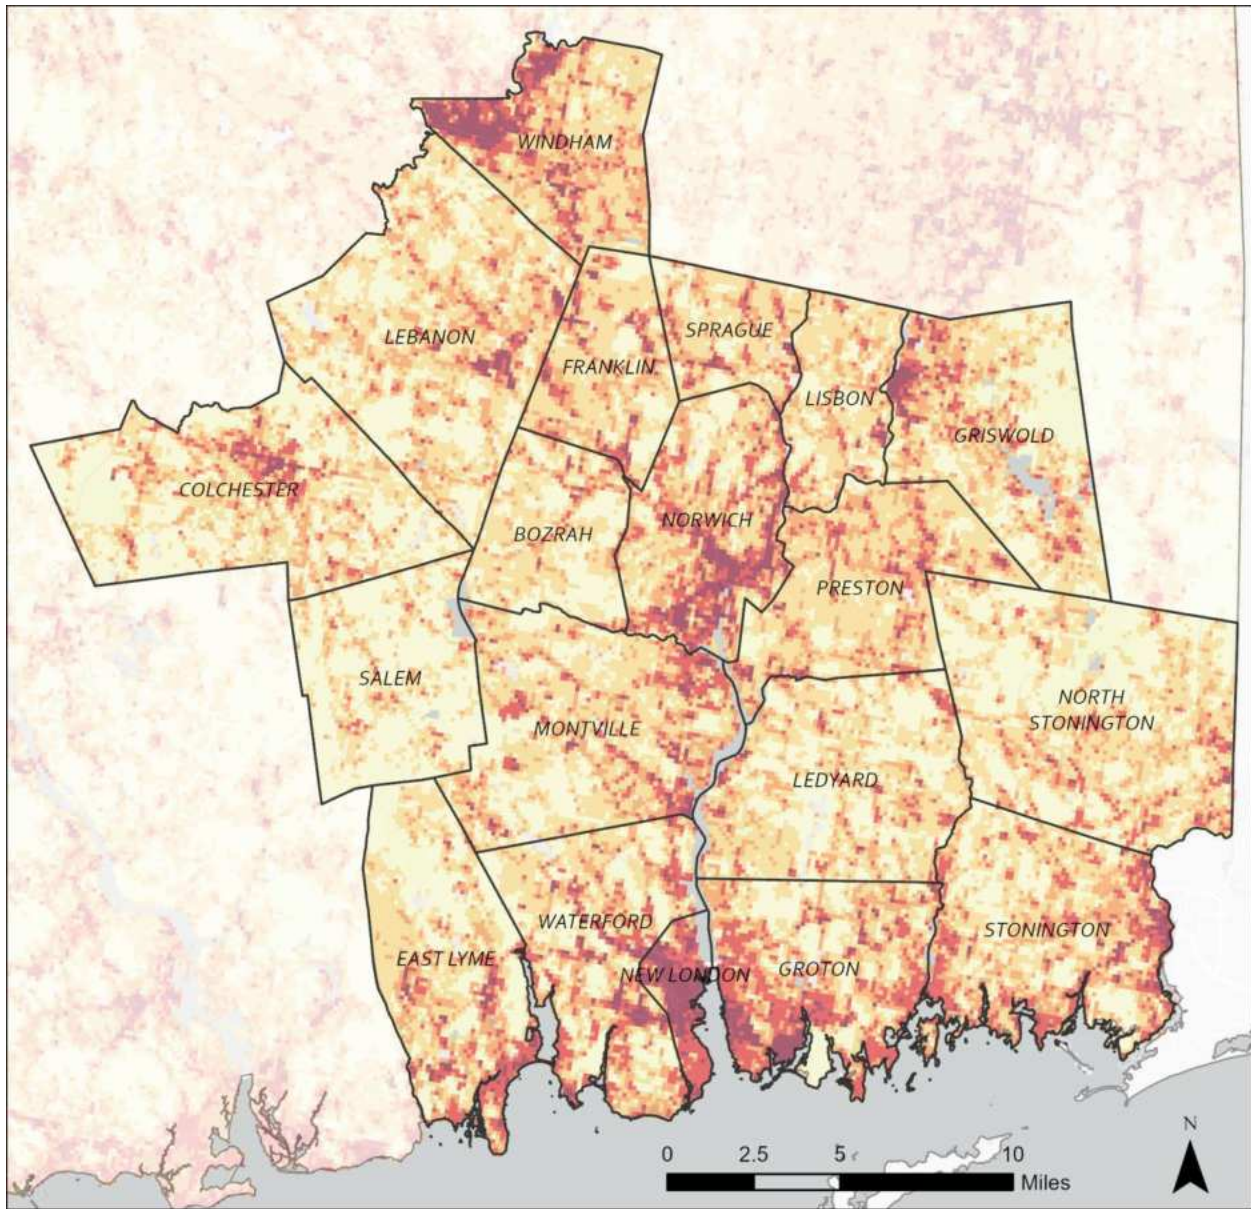 WINDHAM
LEBANON
SPRAGUE
FRANKLIN
LISBON
GRISWOLD
COLCHESTER
BOZRAH
NORWICH
PRESTON
SALEM
NORTH
STONINGTON
MONTVILLE
LEDYARD
WATERFORD
STONINGTON
EAST LYME
NEW LONDON
GROTON
N
0 2.5 5 10
Miles